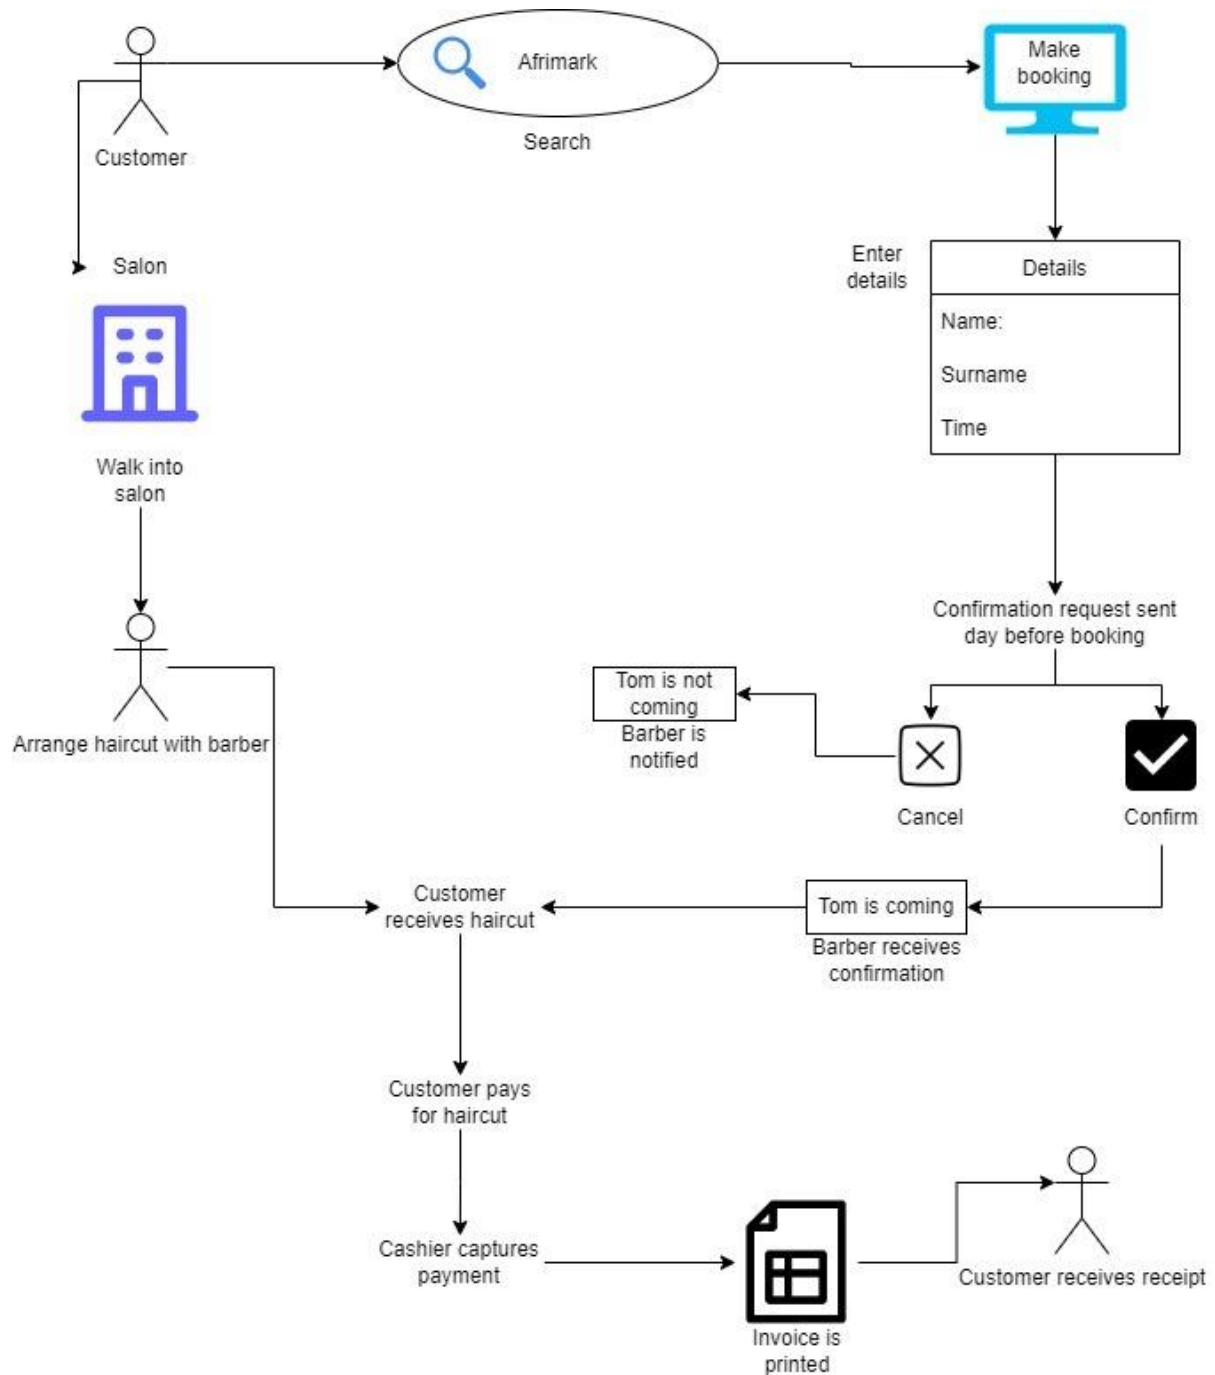 Afrimark
Make
booking
Search
Customer
Salon
Enter
details
Details
Name:
Surname
Time
Walk into
salon
Confirmation request sent
day before booking
Tom is not
coming
Barber is
notified
Arrange haircut with barber
Cancel
Confirm
Customer
receives haircut
Tom is coming
Barber receives
confirmation
Customer pays
for haircut
Cashier captures
payment
Customer receives receipt
Invoice is
printed